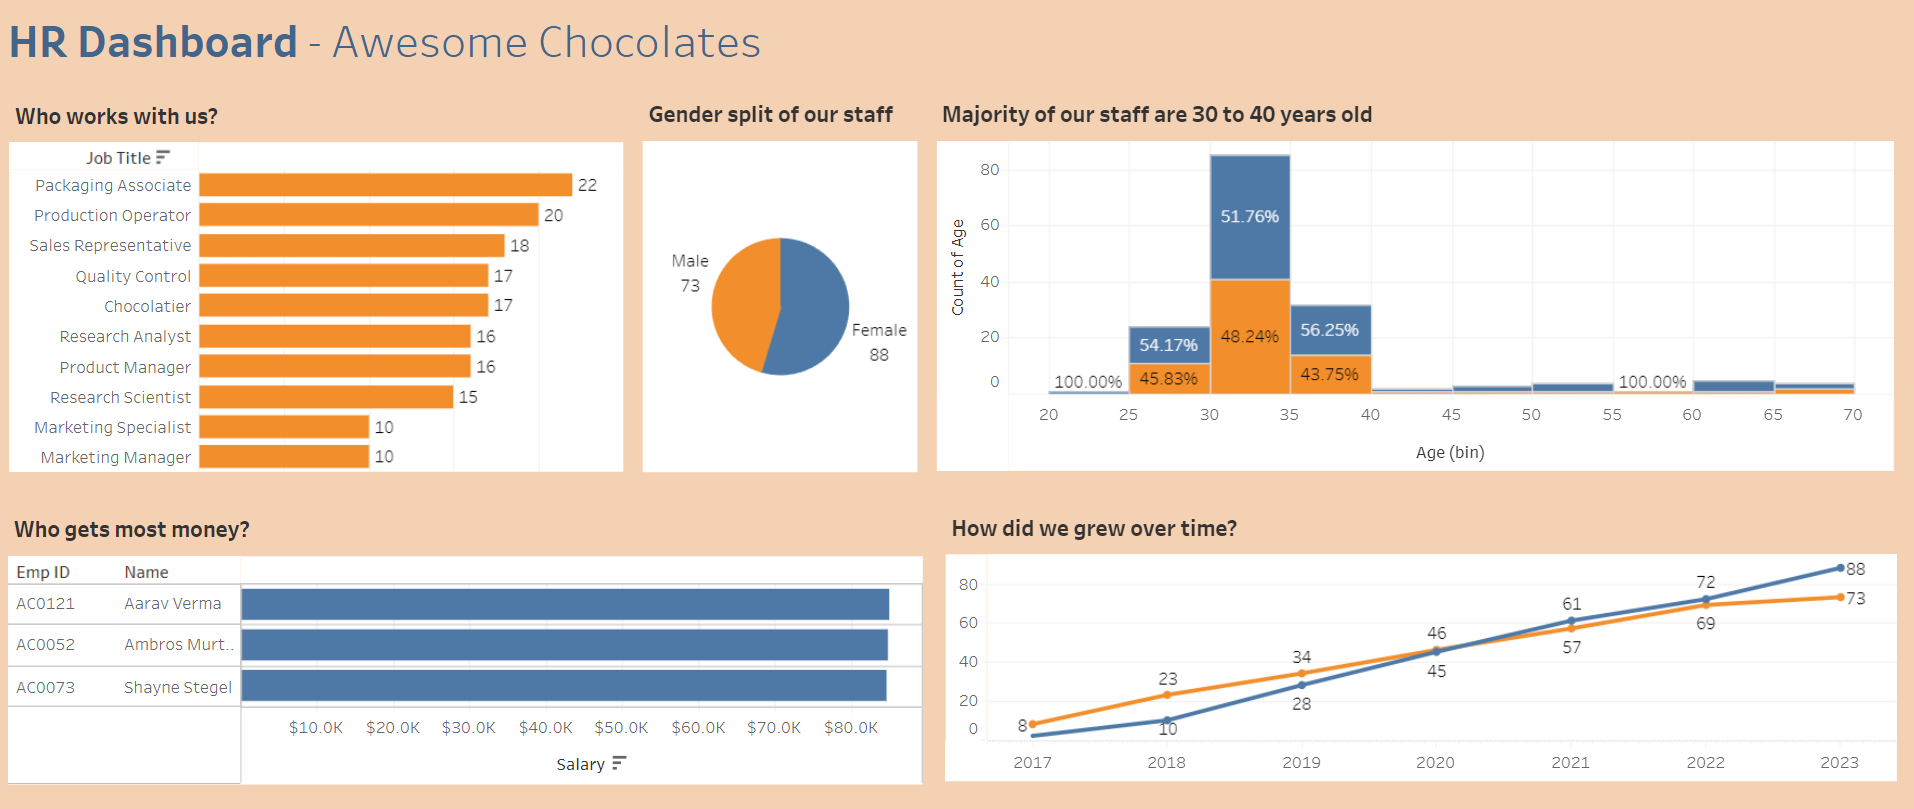 HR Dashboard - Awesome Chocolates
Who works with us?
Job Title
Packaging Associate 22
Production Operator 20
Sales Representative 18
Quality Control 17
Chocolatier 17
Research Analyst 16
Product Manager 16
Research Scientist 15
Marketing Specialist 10
Marketing Manager 10
Gender split of our staff
Male
73
Female
88
Majority of our staff are 30 to 40 years old
Count of Age
80
60
40
20
0
100.00%
54.17%
45.83%
51.76%
48.24%
56.25%
43.75%
100.00%
20 25 30 35 40 45 50 55 60 65 70
Age (bin)
Who gets most money?
Emp ID Name
AC0121 Aarav Verma
AC0052 Ambros Murt..
AC0073 Shayne Stegel
$10.0K $20.0K $30.0K $40.0K $50.0K $60.0K $70.0K $80.0K
Salary
How did we grew over time?
80
60
40
20
0
8
23
10
34
28
46
45
61
57
72
69
88
73
2017 2018 2019 2020 2021 2022 2023